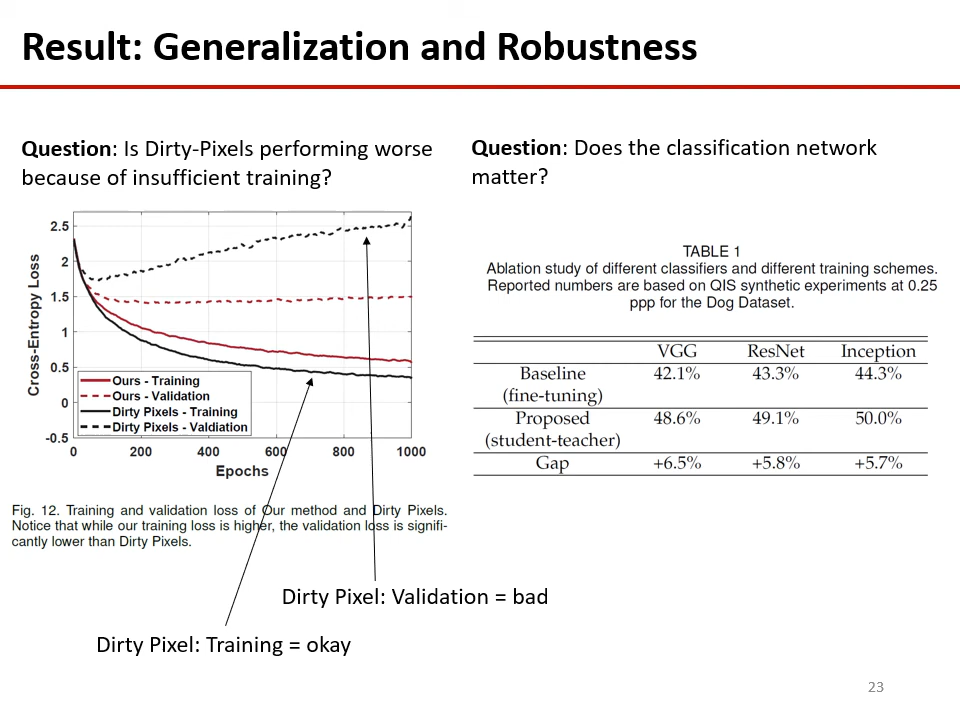 Result: Generalization and Robustness
Question: Is Dirty-Pixels performing worse
because of insufficient training?
2.5
2
1.5
1
0.5
0
-0.5
Cross-Entropy Loss
Ours - Training
Ours - Validation
Dirty Pixels - Training
Dirty Pixels - Valdiation
0 200 400 600 800 1000
Epochs
Fig. 12. Training and validation loss of Our method and Dirty Pixels.
Notice that while our training loss is higher, the validation loss is signifi-
cantly lower than Dirty Pixels.
Dirty Pixel: Validation = bad
Dirty Pixel: Training = okay
Question: Does the classification network
matter?
TABLE 1
Ablation study of different classifiers and different training schemes.
Reported numbers are based on QIS synthetic experiments at 0.25
ppp for the Dog Dataset.
VGG ResNet Inception
Baseline 42.1% 43.3% 44.3%
(fine-tuning)
Proposed 48.6% 49.1% 50.0%
(student-teacher)
Gap +6.5% +5.8% +5.7%
23